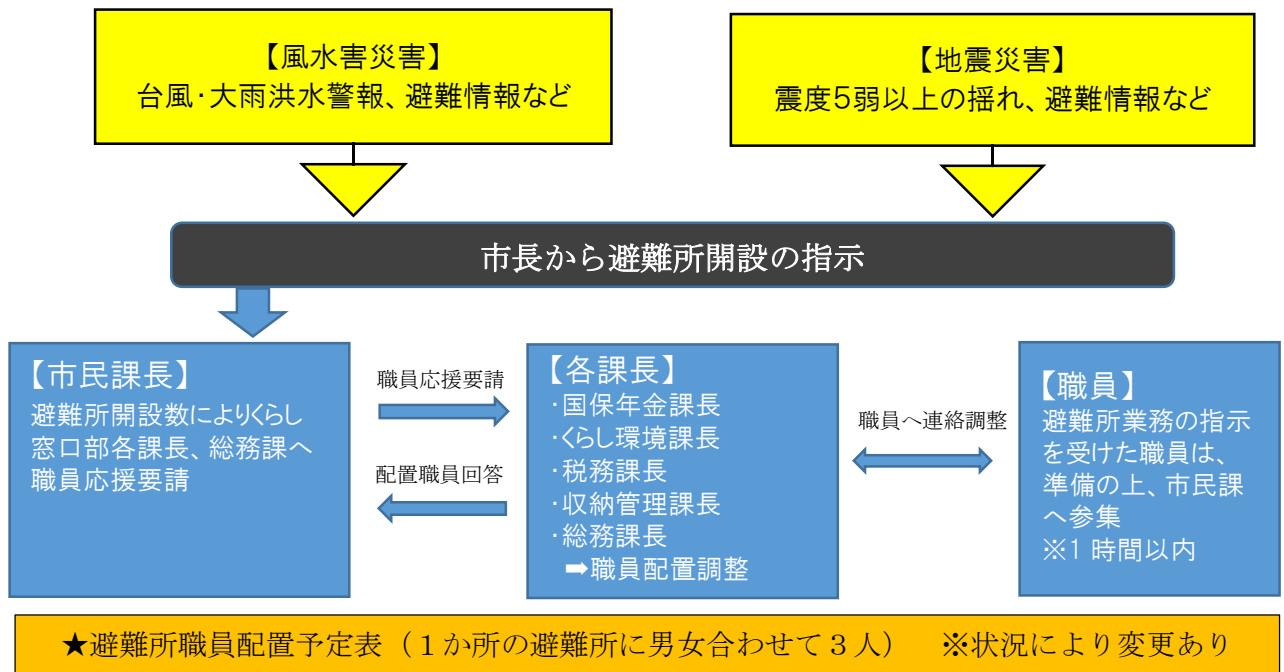 【風水害災害】
台風・大雨洪水警報、避難情報など
【地震災害】
震度5弱以上の揺れ、避難情報など
市長から避難所開設の指示
【市民課長】
避難所開設数によりくらし
窓口部各課長、総務課へ
職員応援要請
職員応援要請
配置職員回答
【各課長】
・国保年金課長
・くらし環境課長
・税務課長
・収納管理課長
・総務課長
➡職員配置調整
職員へ連絡調整
【職員】
避難所業務の指示
を受けた職員は、
準備の上、市民課
へ参集
※1時間以内
★避難所職員配置予定表（１か所の避難所に男女合わせて３人）　※状況により変更あり